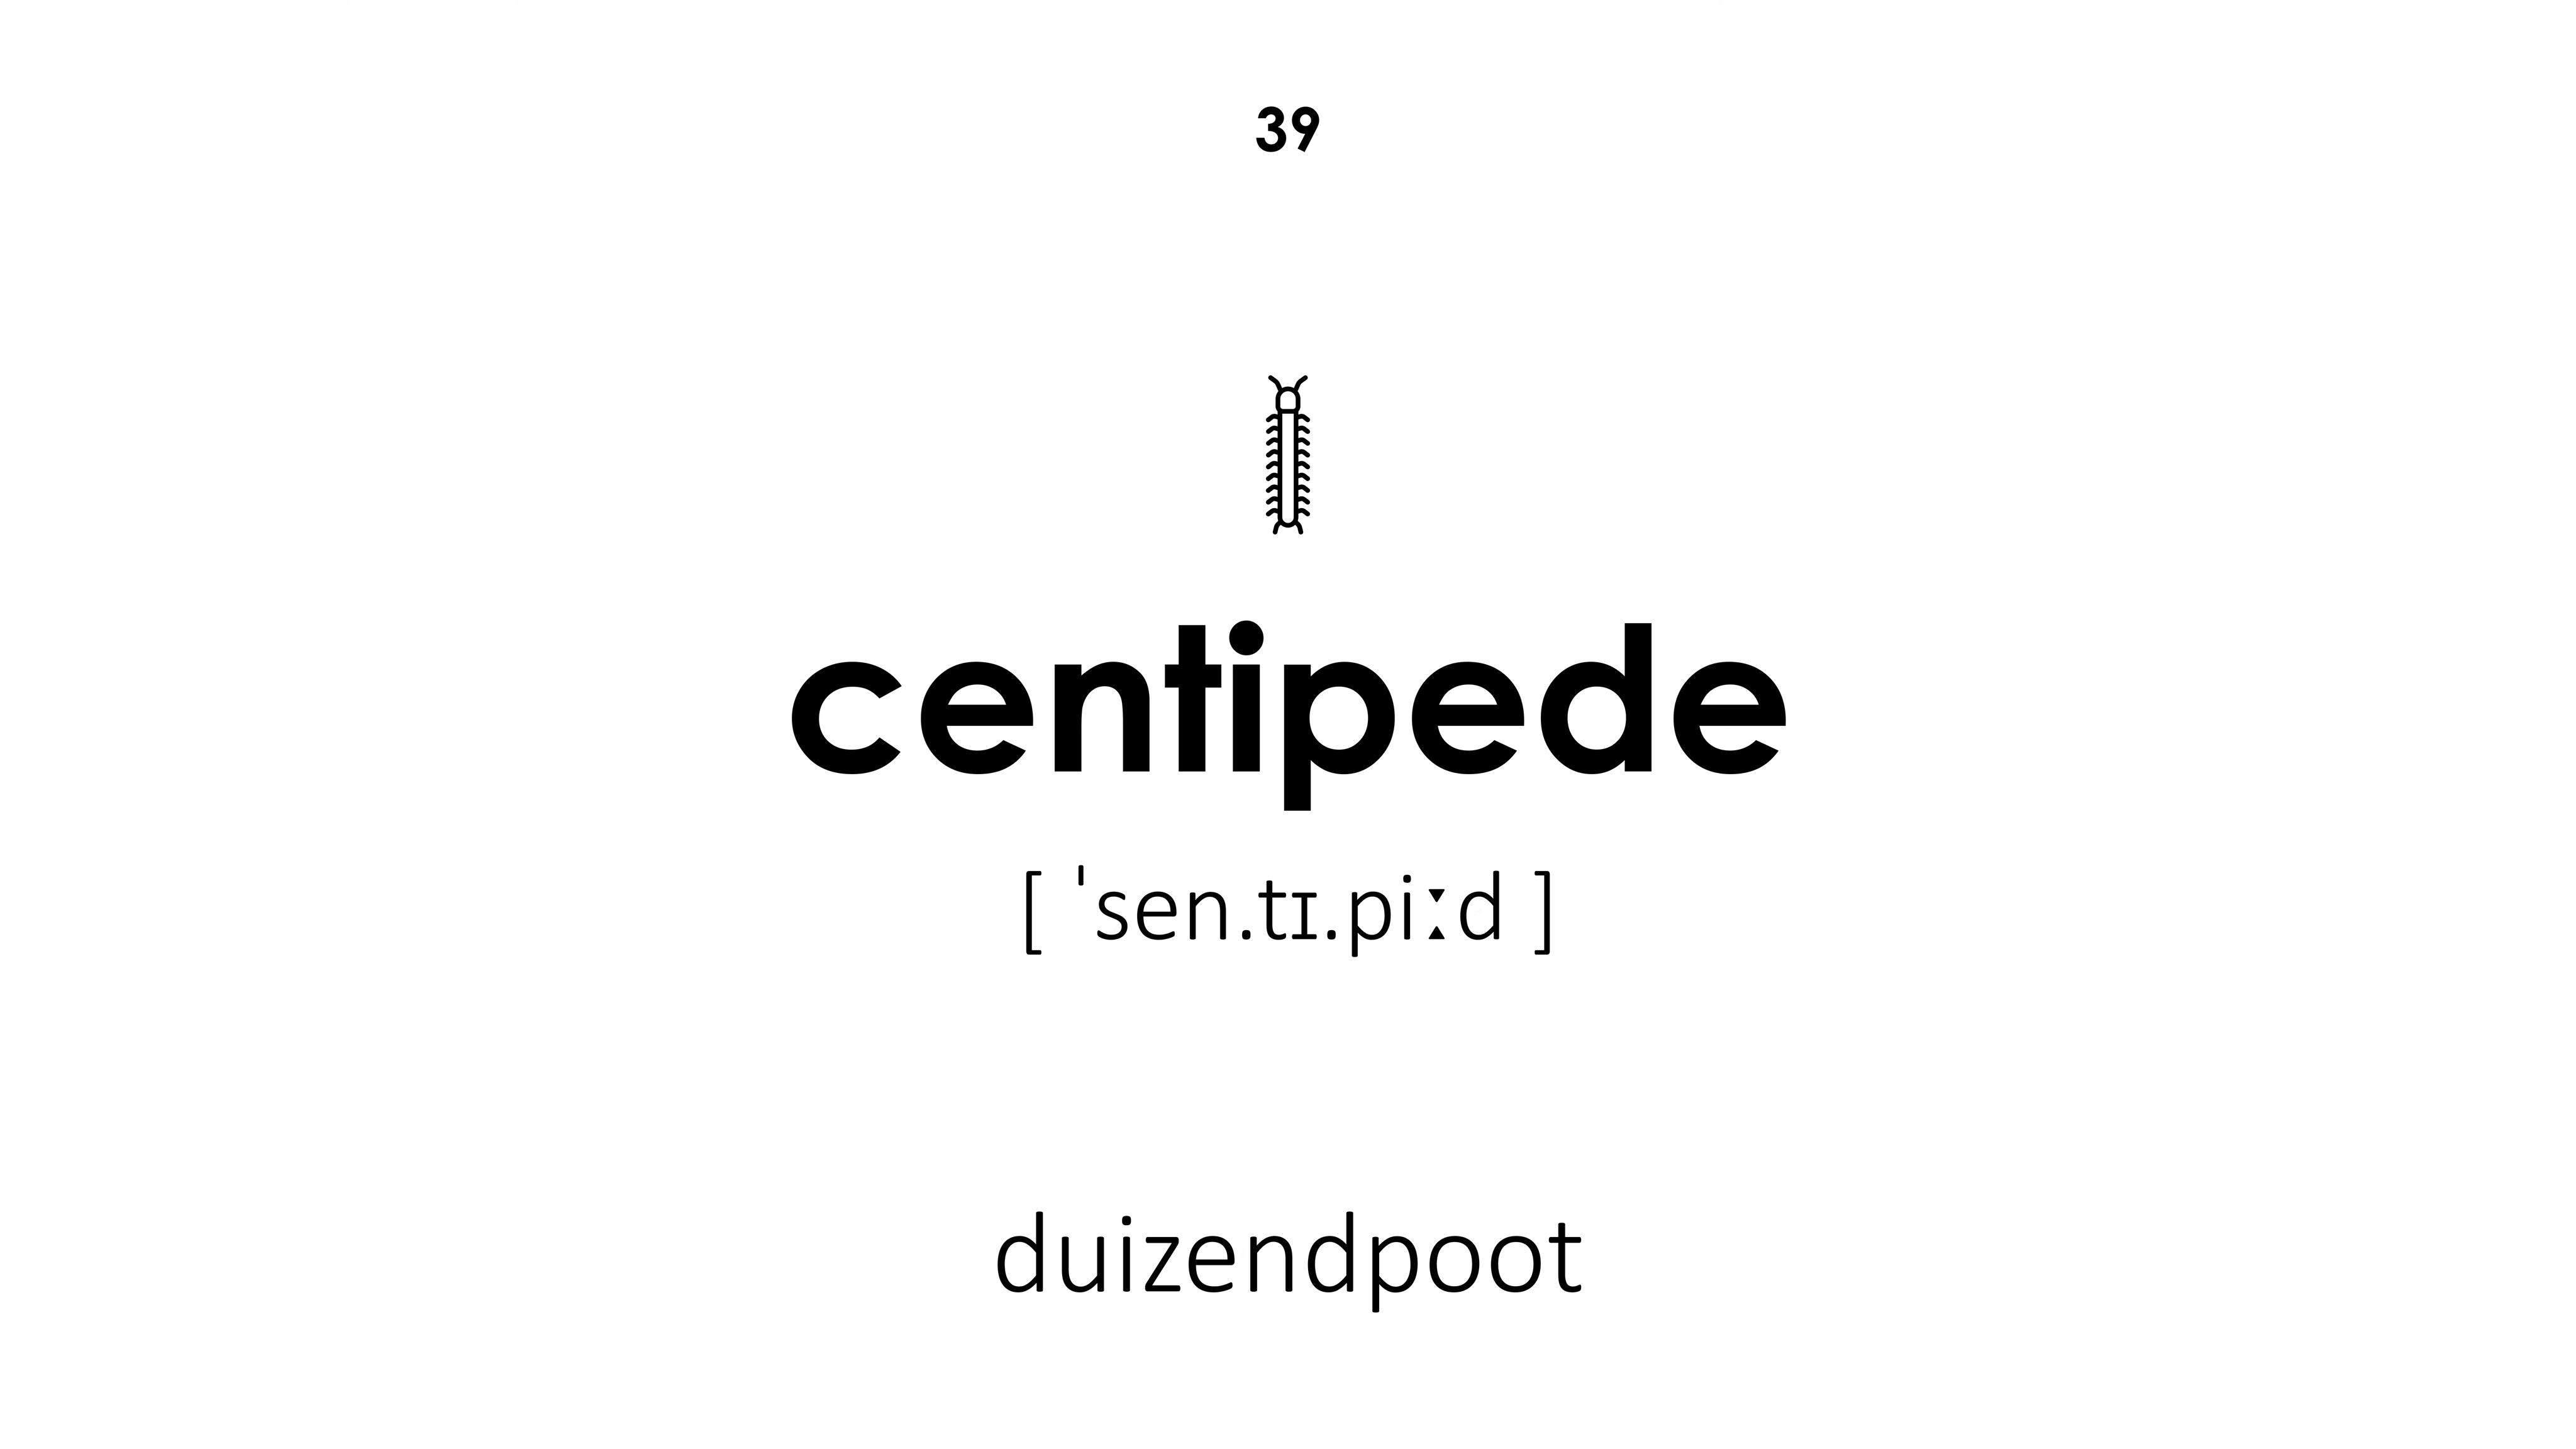 39
centipede
[ ˈsen.tɪ.piːd ]
duizendpoot